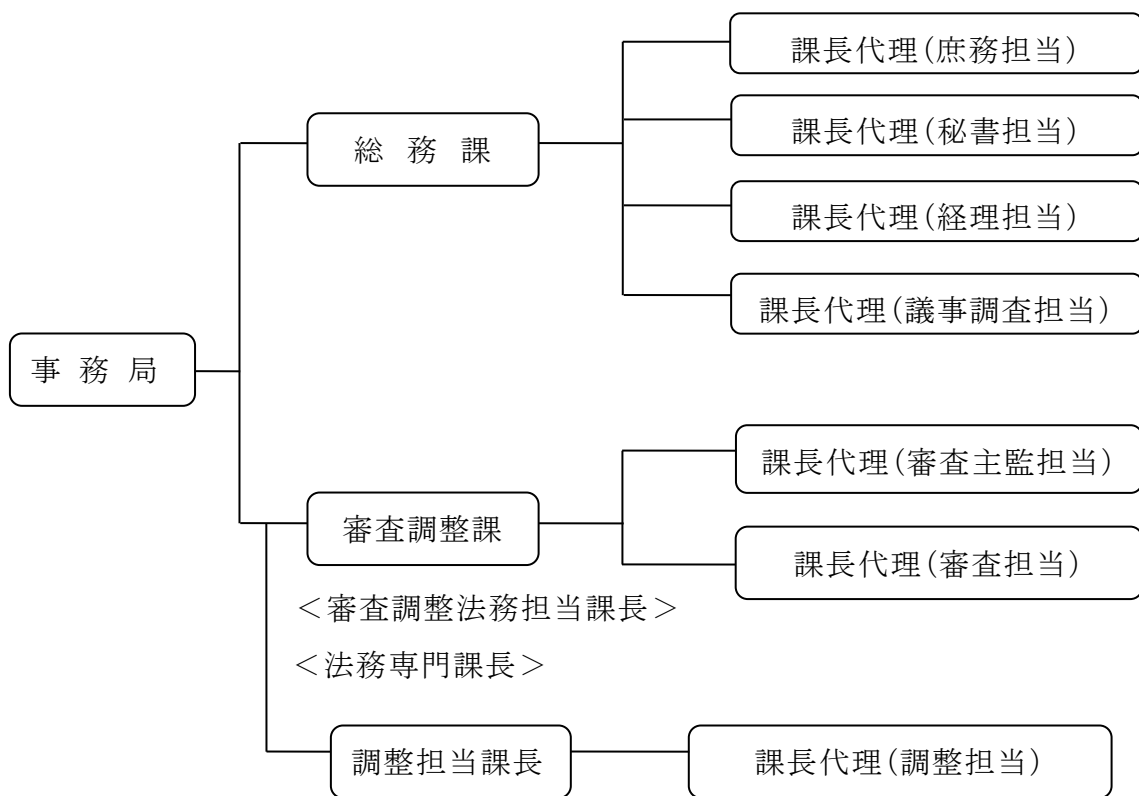 事務局
総務課
課長代理(庶務担当)
課長代理(秘書担当)
課長代理(経理担当)
課長代理(議事調査担当)
審査調整課
課長代理(審査主監担当)
課長代理(審査担当)
＜審査調整法務担当課長＞
＜法務専門課長＞
調整担当課長
課長代理(調整担当)